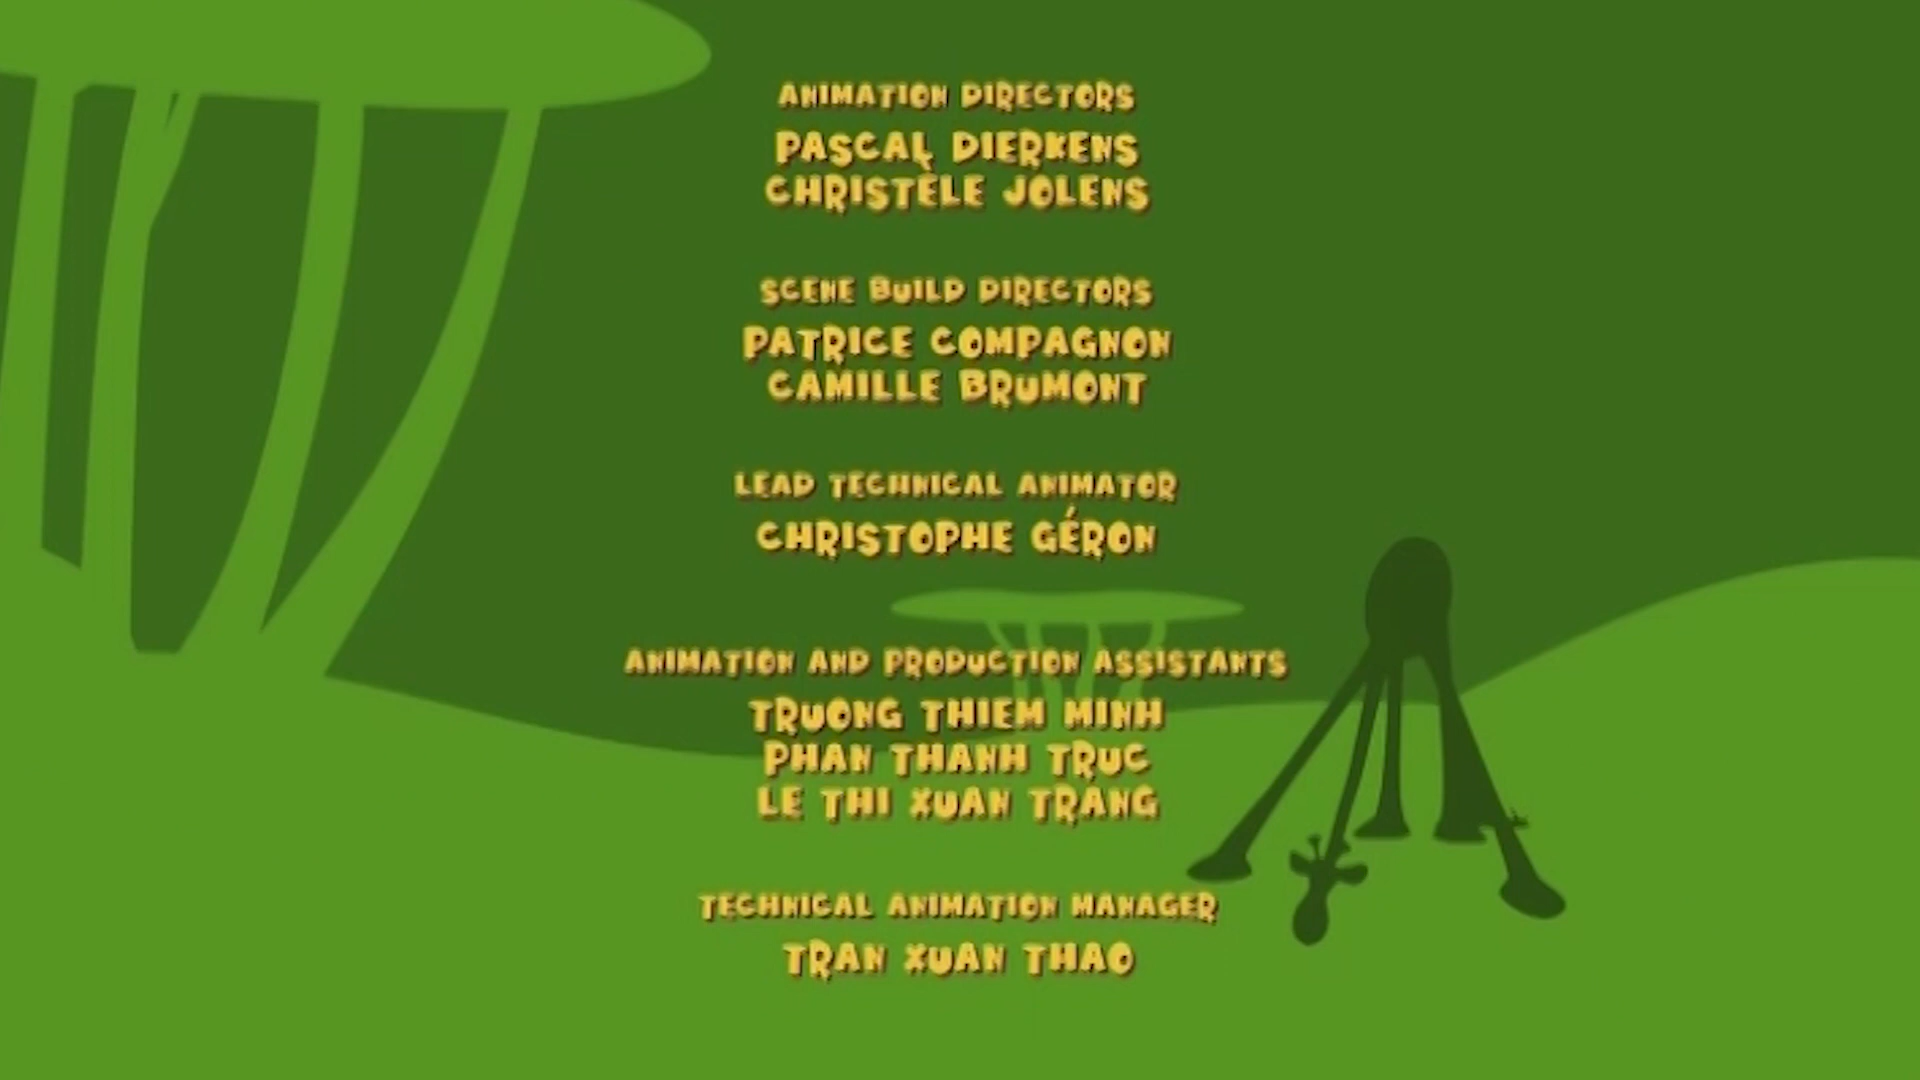 ANIMATION DIRECTORS
PASCAL DIERKENS
CHRISTÈLE JOLENS
SCENE BUILD DIRECTORS
PATRICE COMPAGNON
CAMILLE BRUMONT
LEAD TECHNICAL ANIMATOR
CHRISTOPHE GÉRON
ANIMATION AND PRODUCTION ASSISTANTS
TRUONG THIEM MINH
PHAN THANH TRUC
LE THI XUAN TRANG
TECHNICAL ANIMATION MANAGER
TRAN XUAN THAO